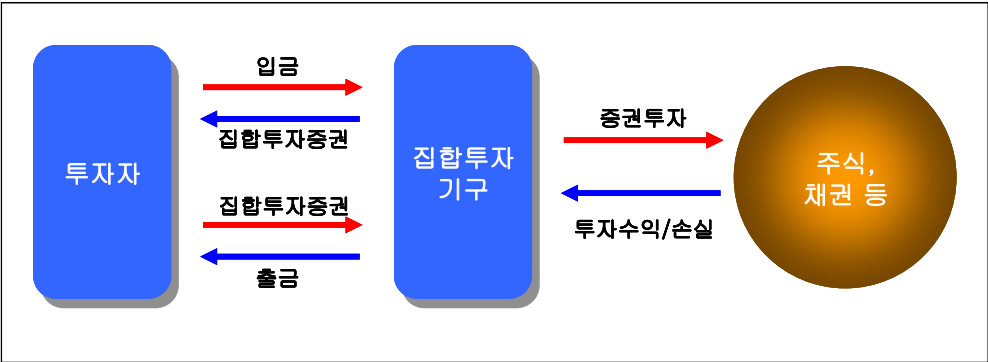 투자자
입금
집합투자증권
집합투자증권
출금
집합투자
기구
증권투자
투자수익/손실
주식,
채권 등